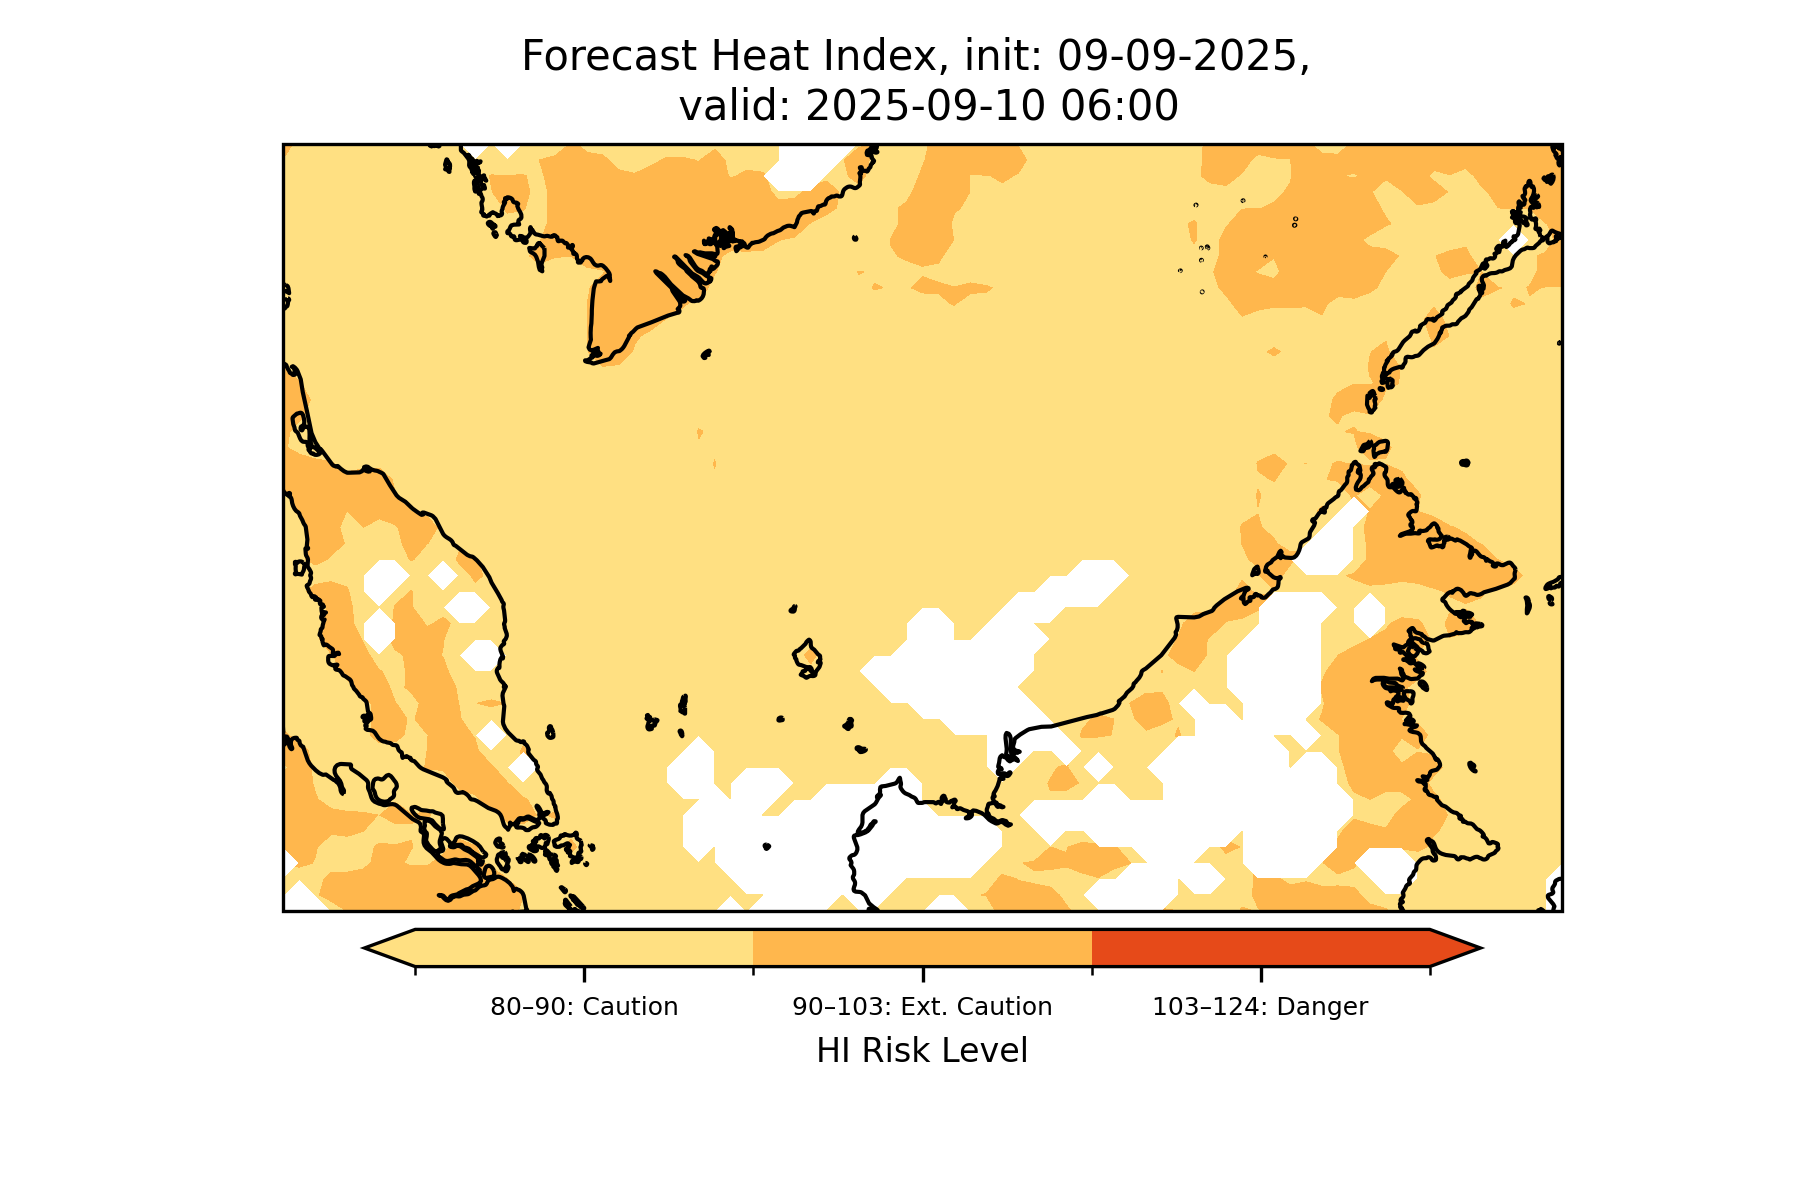 Forecast Heat Index, init: 09-09-2025,
valid: 2025-09-10 06:00
80–90: Caution
90–103: Ext. Caution
103–124: Danger
HI Risk Level